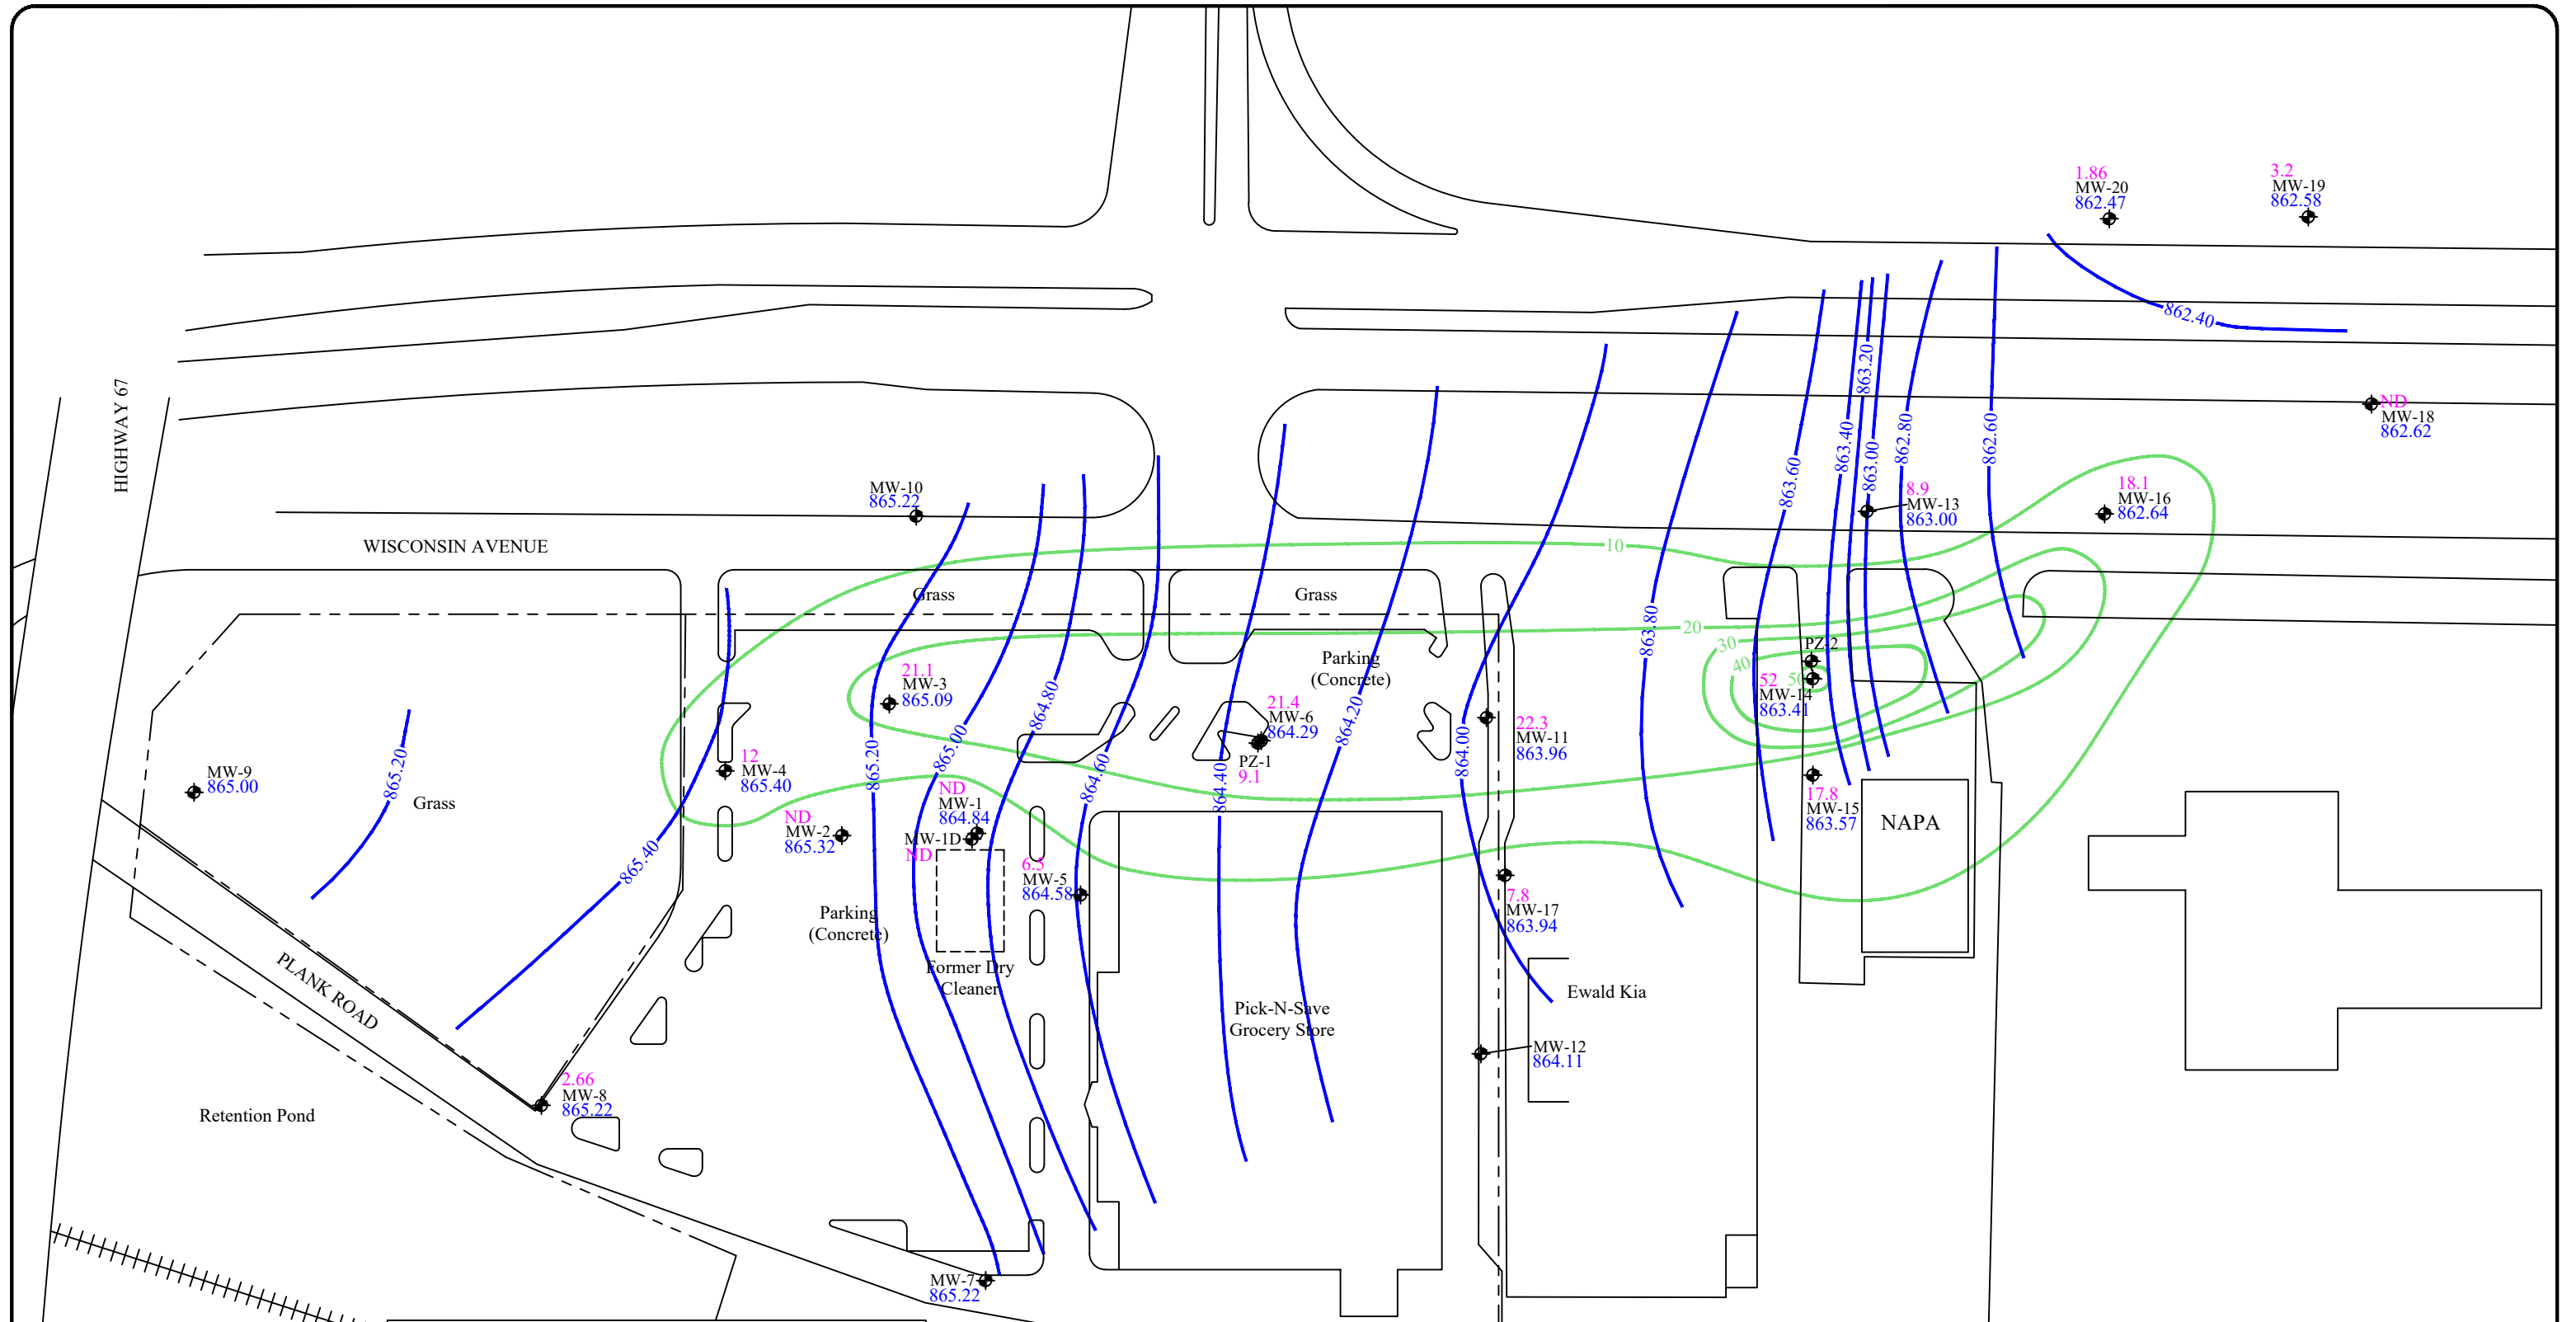 1.86
MW-20
862.47
3.2
MW-19
862.58
862.40
HIGHWAY 67
ND
MW-18
862.62
863.20
863.40
863.00
862.80
862.60
863.60
MW-10
865.22
8.9
MW-13
863.00
18.1
MW-16
862.64
WISCONSIN AVENUE
10
Grass
Grass
20
30
40
50
863.80
PZ-2
52
MW-14
863.41
Parking
(Concrete)
21.1
MW-3
865.09
864.80
21.4
MW-6
864.29
PZ-1
9.1
864.20
22.3
MW-11
863.96
864.00
865.20
865.00
864.60
864.40
12
MW-4
865.40
MW-9
865.00
865.20
Grass
ND
MW-1
864.84
MW-1D
ND
ND
MW-2
865.32
17.8
MW-15
863.57
NAPA
865.40
6.5
MW-5
864.58
7.8
MW-17
863.94
Parking
(Concrete)
Former Dry
Cleaner
PLANK ROAD
Pick-N-Save
Grocery Store
Ewald Kia
MW-12
864.11
2.66
MW-8
865.22
Retention Pond
MW-7
865.22